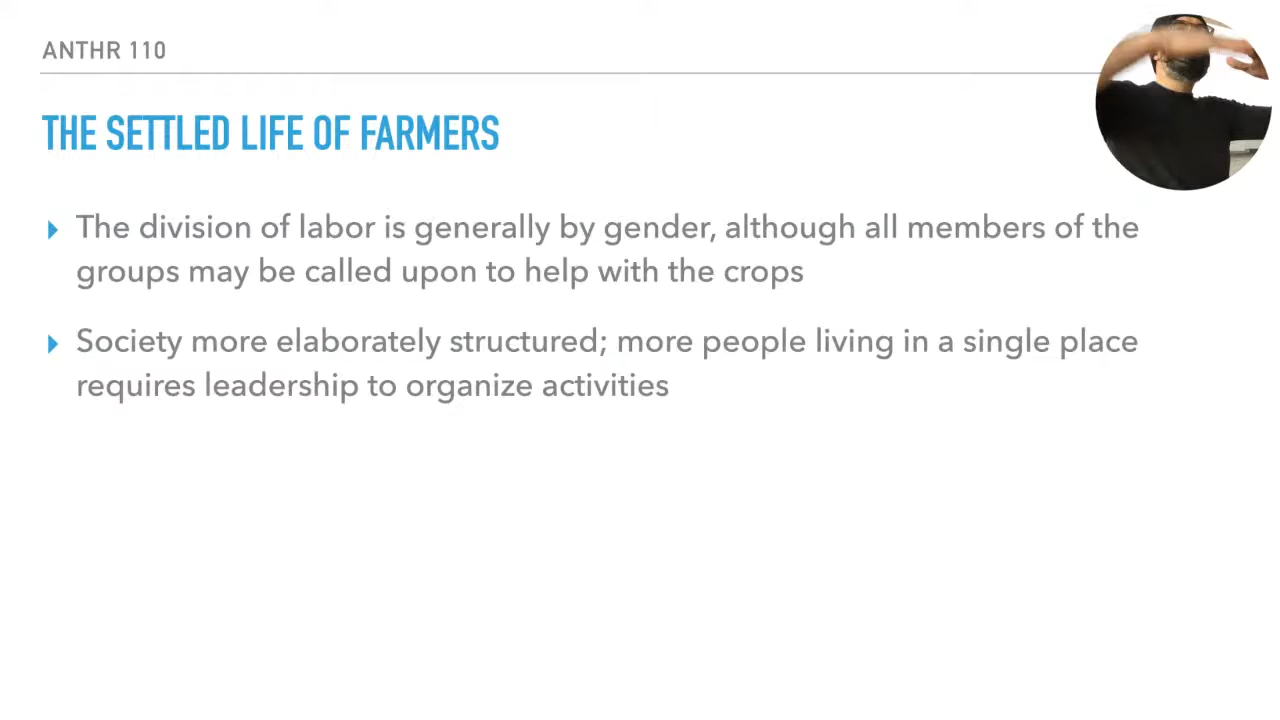 ANTHR 110
THE SETTLED LIFE OF FARMERS
The division of labor is generally by gender, although all members of the
groups may be called upon to help with the crops
Society more elaborately structured; more people living in a single place
requires leadership to organize activities